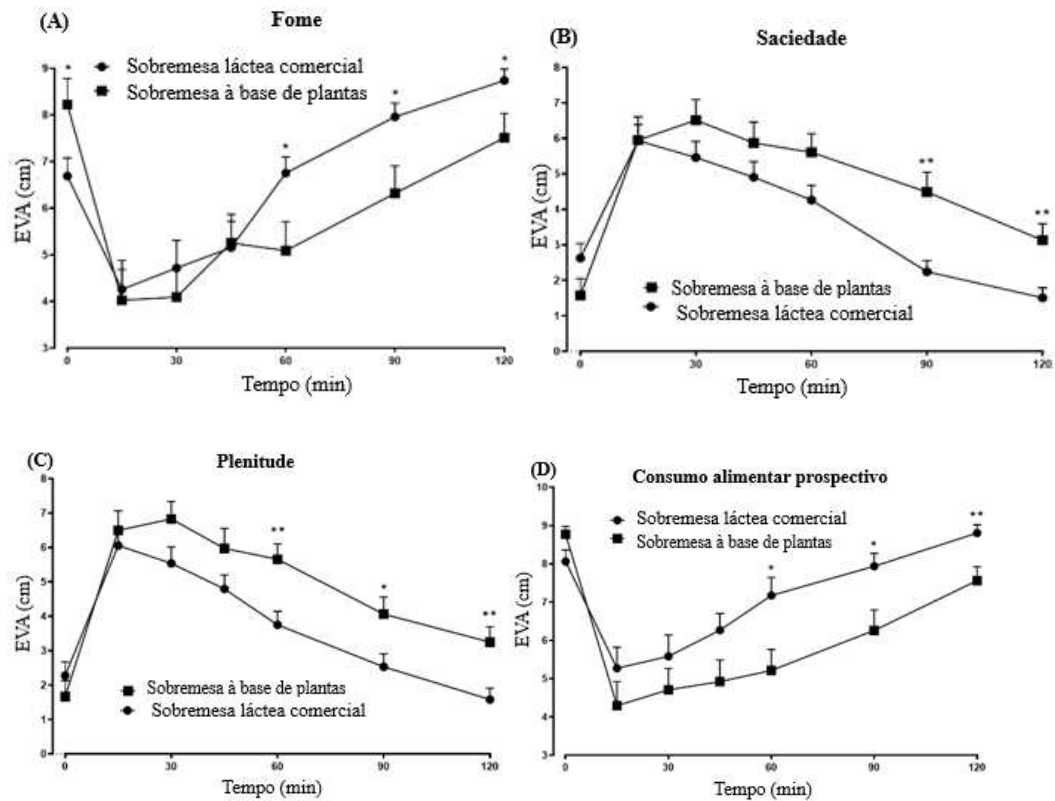 (A)
Fome
Sobremesa láctea comercial
Sobremesa à base de plantas
*
*
*
*
EVA (cm)
9
8
7
6
5
4
3
0
30
60
90
120
Tempo (min)
(B)
Saciedade
EVA (cm)
8
7
6
5
4
3
2
1
0
**
**
Sobremesa à base de plantas
Sobremesa láctea comercial
0
30
60
90
120
Tempo (min)
(C)
Plenitude
EVA (cm)
8
7
6
5
4
3
2
1
0
**
*
**
Sobremesa à base de plantas
Sobremesa láctea comercial
0
30
60
90
120
Tempo (min)
(D)
Consumo alimentar prospectivo
Sobremesa láctea comercial
Sobremesa à base de plantas
*
*
**
EVA (cm)
10
9
8
7
6
5
4
3
0
30
60
90
120
Tempo (min)